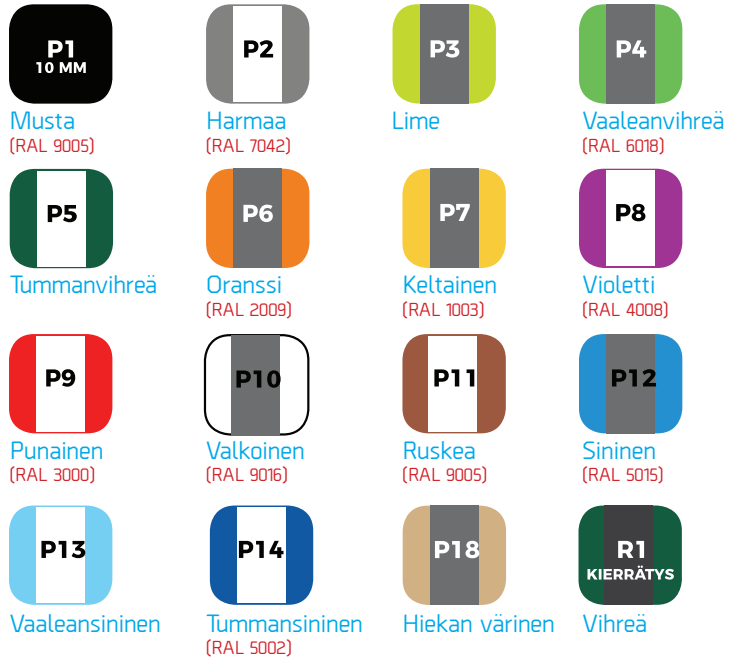 P1
10 MM
Musta
(RAL 9005)
P2
Harmaa
(RAL 7042)
P3
Lime
P4
Vaaleanvihreä
(RAL 6018)
P5
Tummanvihreä
P6
Oranssi
(RAL 2009)
P7
Keltainen
(RAL 1003)
P8
Violetti
(RAL 4008)
P9
Punainen
(RAL 3000)
P10
Valkoinen
(RAL 9016)
P11
Ruskea
(RAL 9005)
P12
Sininen
(RAL 5015)
P13
Vaaleansininen
P14
Tummansininen
(RAL 5002)
P18
Hiekan värinen
R1
KIERRÄTYS
Vihreä